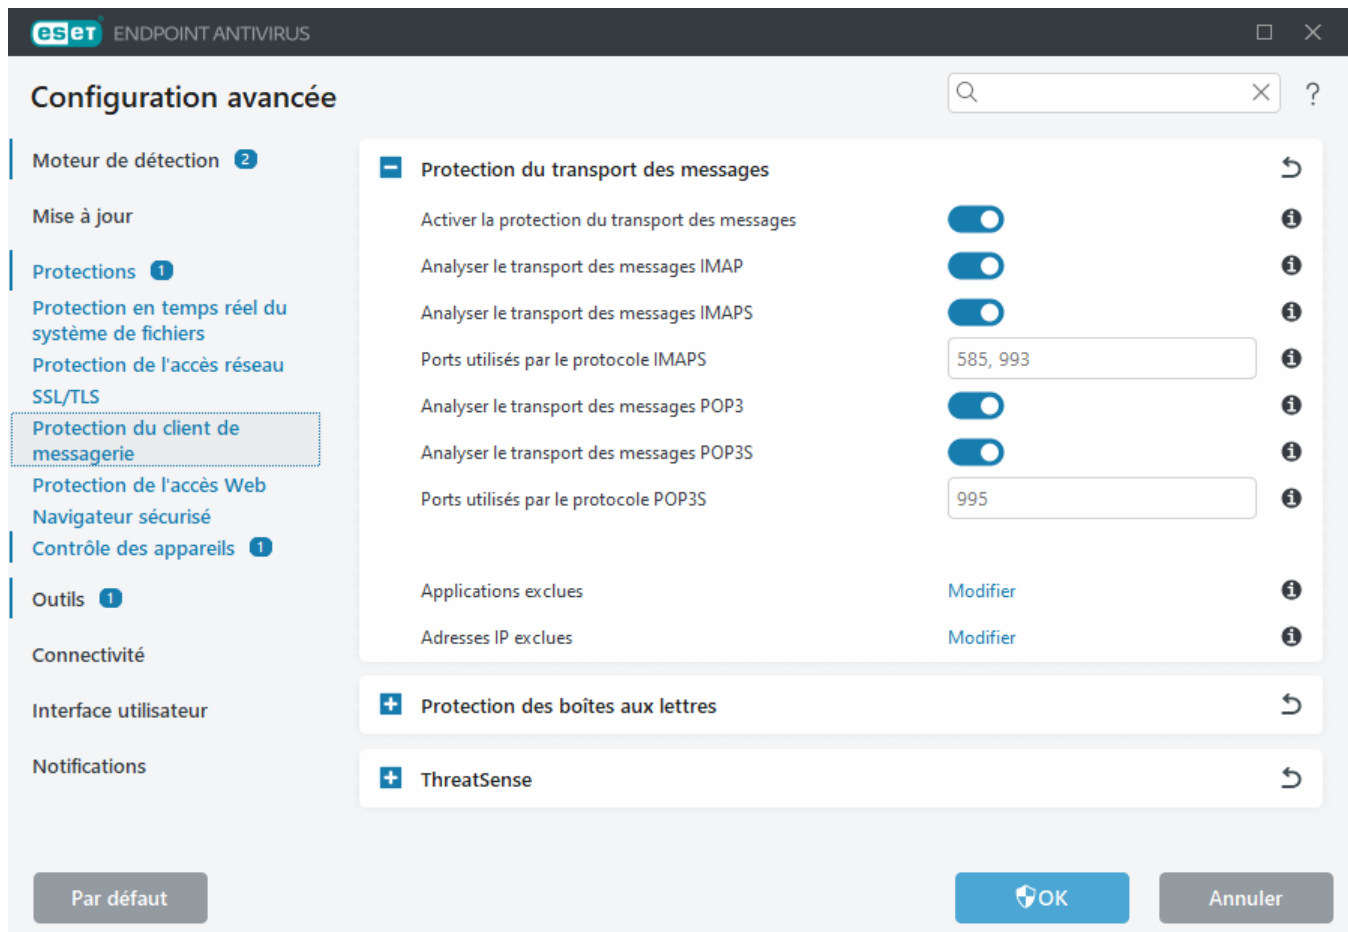 eset ENDPOINT ANTIVIRUS
Configuration avancée
?
Moteur de détection 2
Mise à jour
Protections 1
Protection en temps réel du
système de fichiers
Protection de l'accès réseau
SSL/TLS
Protection du client de
messagerie
Protection de l'accès Web
Navigateur sécurisé
Contrôle des appareils 1
Outils 1
Connectivité
Interface utilisateur
Notifications
Protection du transport des messages
Activer la protection du transport des messages
Analyser le transport des messages IMAP
Analyser le transport des messages IMAPS
Ports utilisés par le protocole IMAPS 585, 993
Analyser le transport des messages POP3
Analyser le transport des messages POP3S
Ports utilisés par le protocole POP3S 995
Applications exclues Modifier
Adresses IP exclues Modifier
Protection des boîtes aux lettres
ThreatSense
Par défaut
OK
Annuler